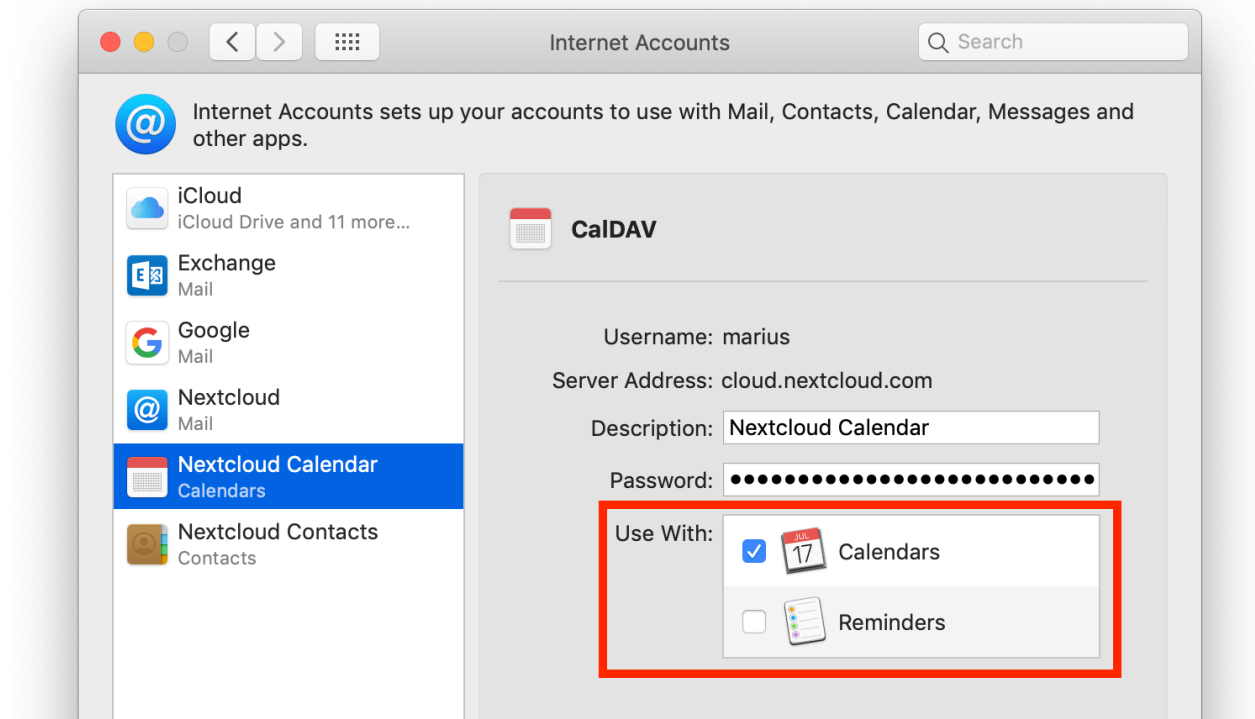 Internet Accounts
Search
Internet Accounts sets up your accounts to use with Mail, Contacts, Calendar, Messages and
other apps.
iCloud
iCloud Drive and 11 more...
Exchange
Mail
Google
Mail
Nextcloud
Mail
Nextcloud Calendar
Calendars
Nextcloud Contacts
Contacts
CalDAV
Username: marius
Server Address: cloud.nextcloud.com
Description: Nextcloud Calendar
Password: •••••••••••••••••••••••••••
Use With:
JUL
17
Calendars
Reminders